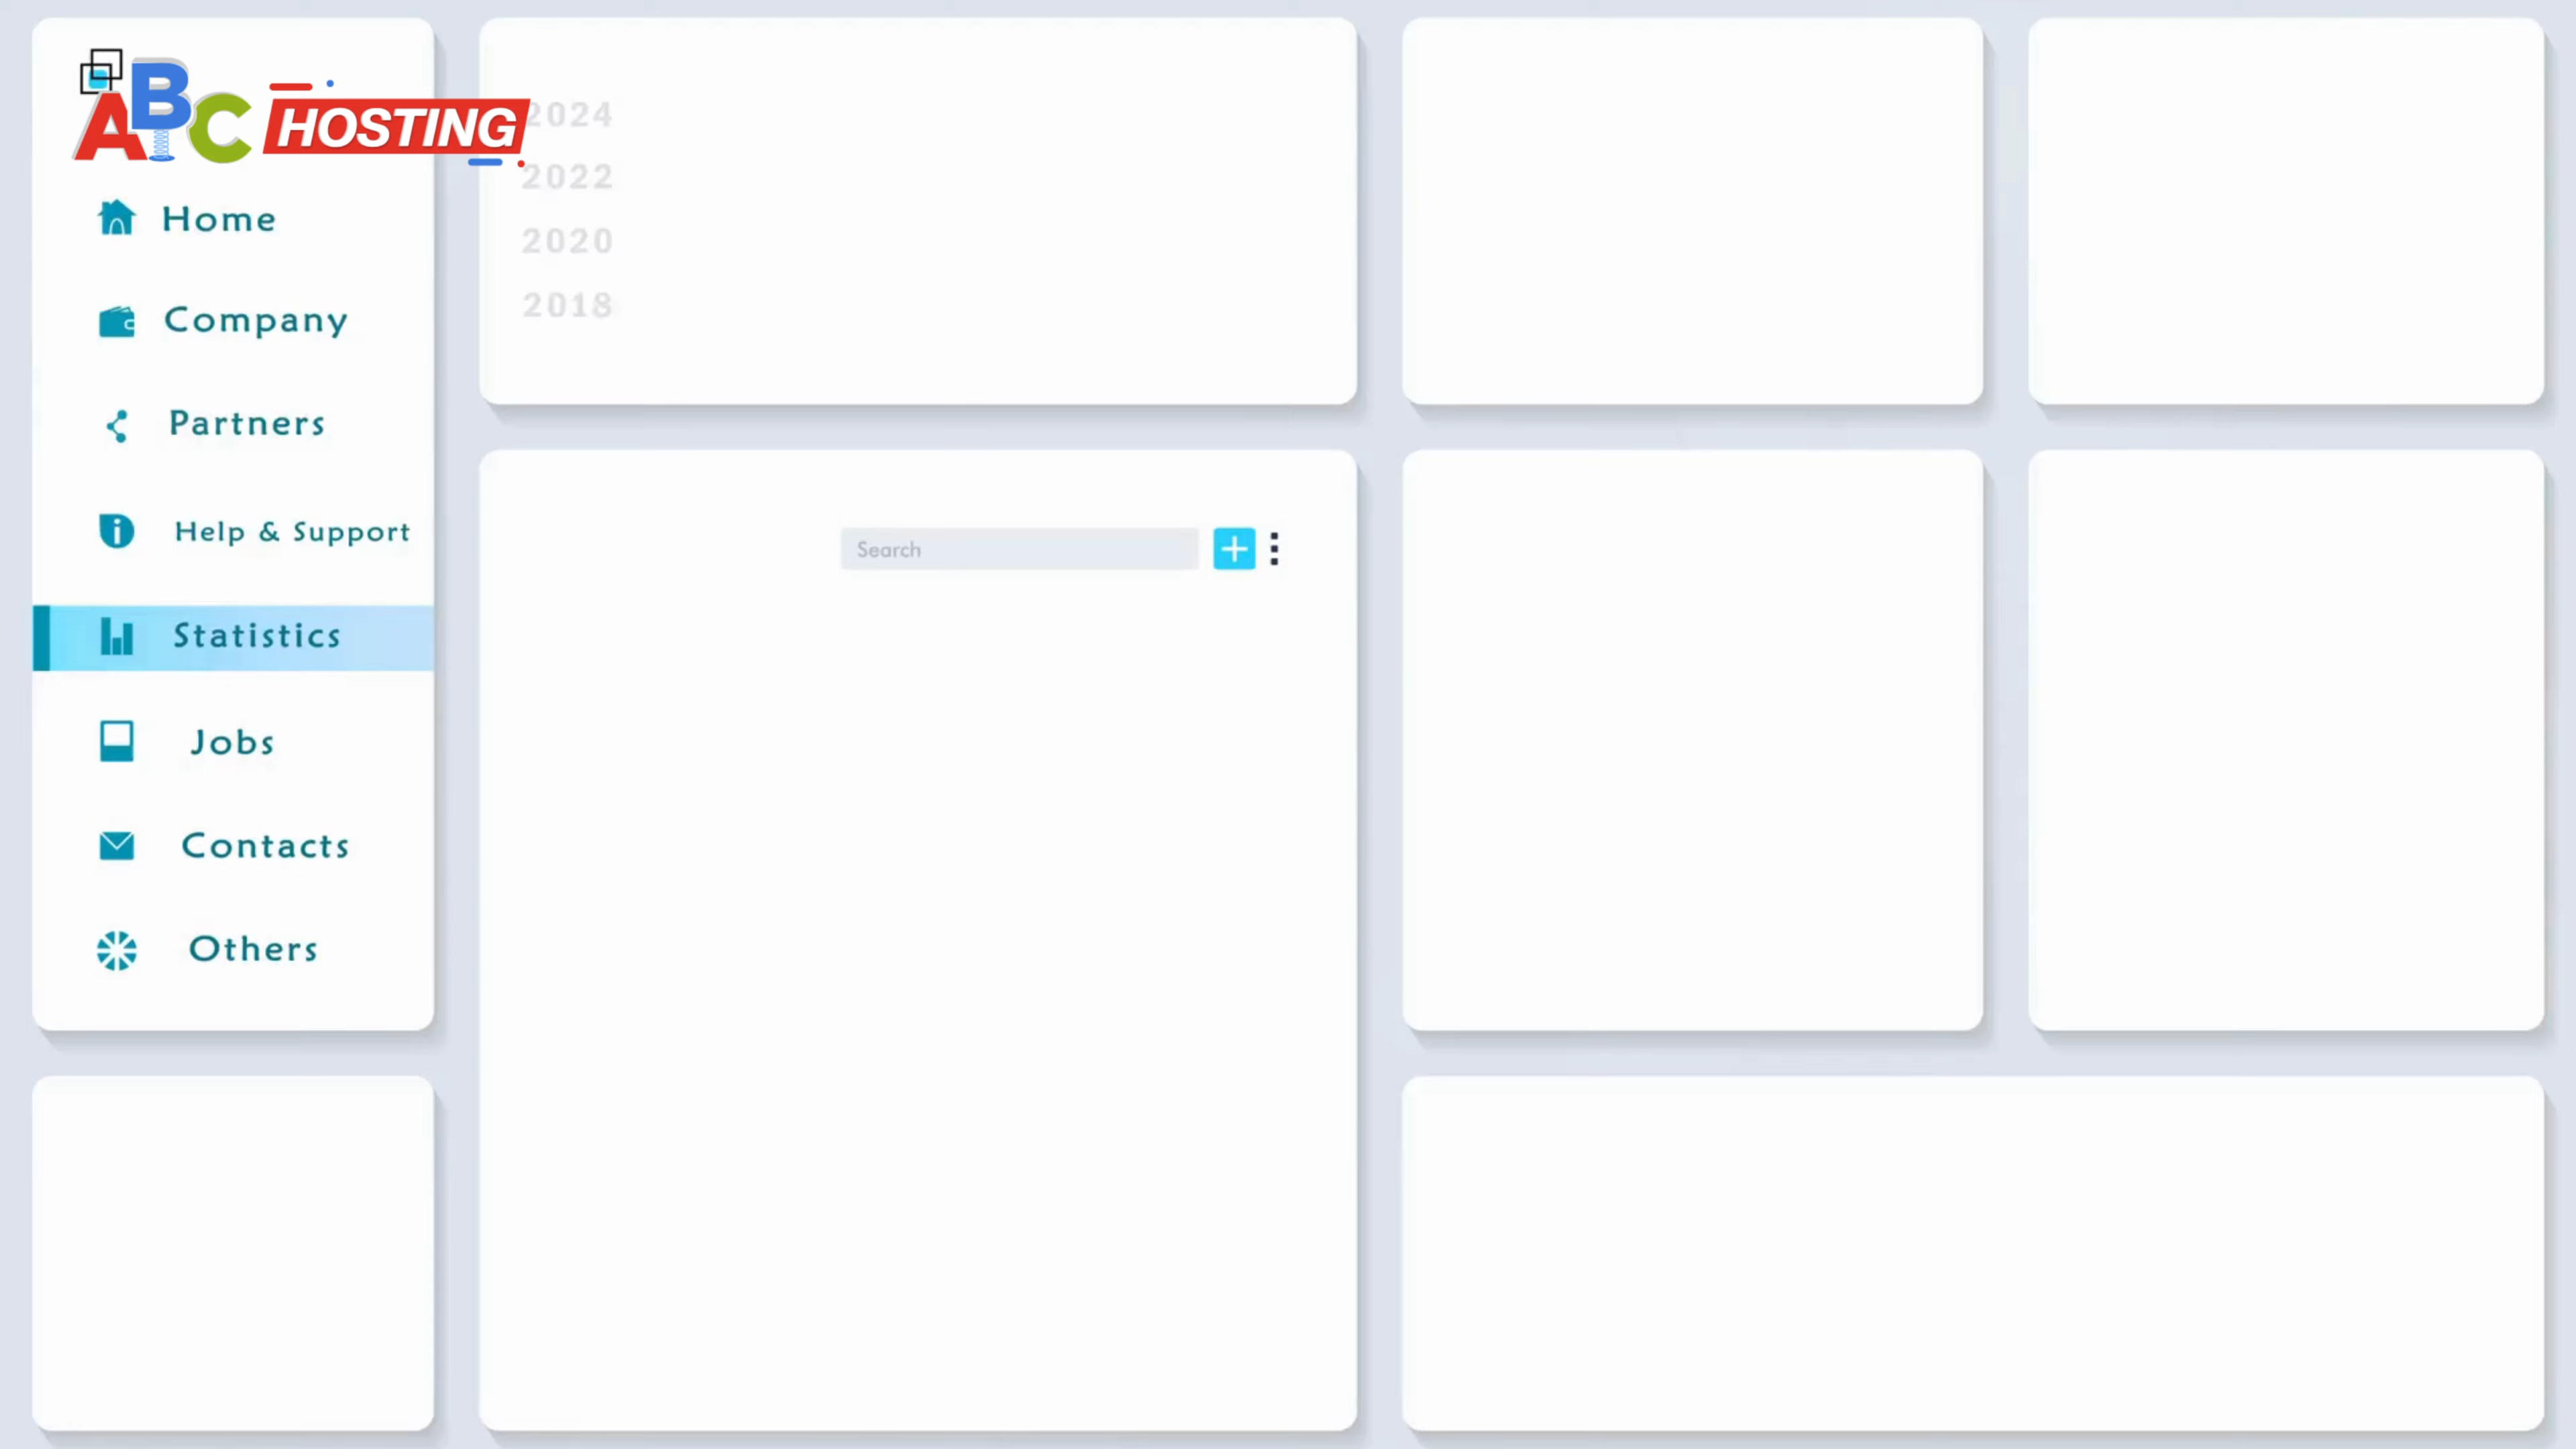 ABC HOSTING
Home
Company
Partners
Help & Support
Statistics
Jobs
Contacts
Others
2024
2022
2020
2018
Search